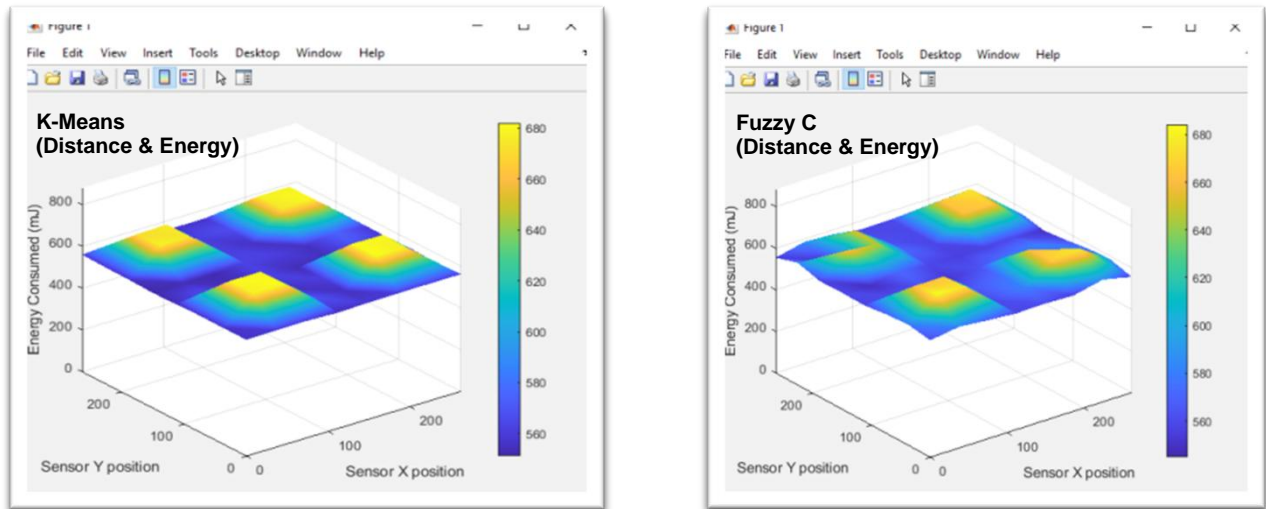 Figure 1
File Edit View Insert Tools Desktop Window Help
K-Means
(Distance & Energy)
680
660
640
620
600
580
560
800
600
400
200
0
Energy Consumed (mJ)
200
100
0
0
100
200
Sensor Y position
Sensor X position
Figure 1
File Edit View Insert Tools Desktop Window Help
Fuzzy C
(Distance & Energy)
680
660
640
620
600
580
560
800
600
400
200
0
Energy Consumed (mJ)
200
100
0
0
100
200
Sensor Y position
Sensor X position